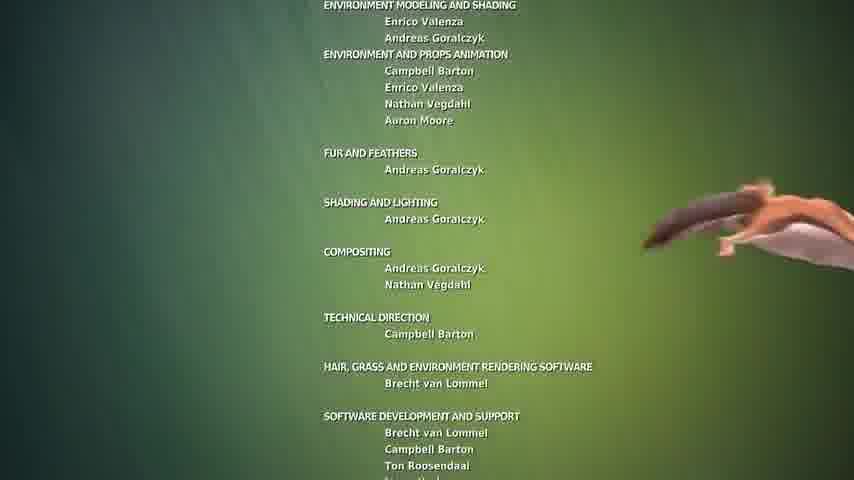 ENVIRONMENT MODELING AND SHADING
Enrico Valenza
Andreas Goralczyk
ENVIRONMENT AND PROPS ANIMATION
Campbell Barton
Enrico Valenza
Nathan Vegdahl
Aaron Moore
FUR AND FEATHERS
Andreas Goralczyk
SHADING AND LIGHTING
Andreas Goralczyk
COMPOSITING
Andreas Goralczyk
Nathan Vegdahl
TECHNICAL DIRECTION
Campbell Barton
HAIR, GRASS AND ENVIRONMENT RENDERING SOFTWARE
Brecht van Lommel
SOFTWARE DEVELOPMENT AND SUPPORT
Brecht van Lommel
Campbell Barton
Ton Roosendaal